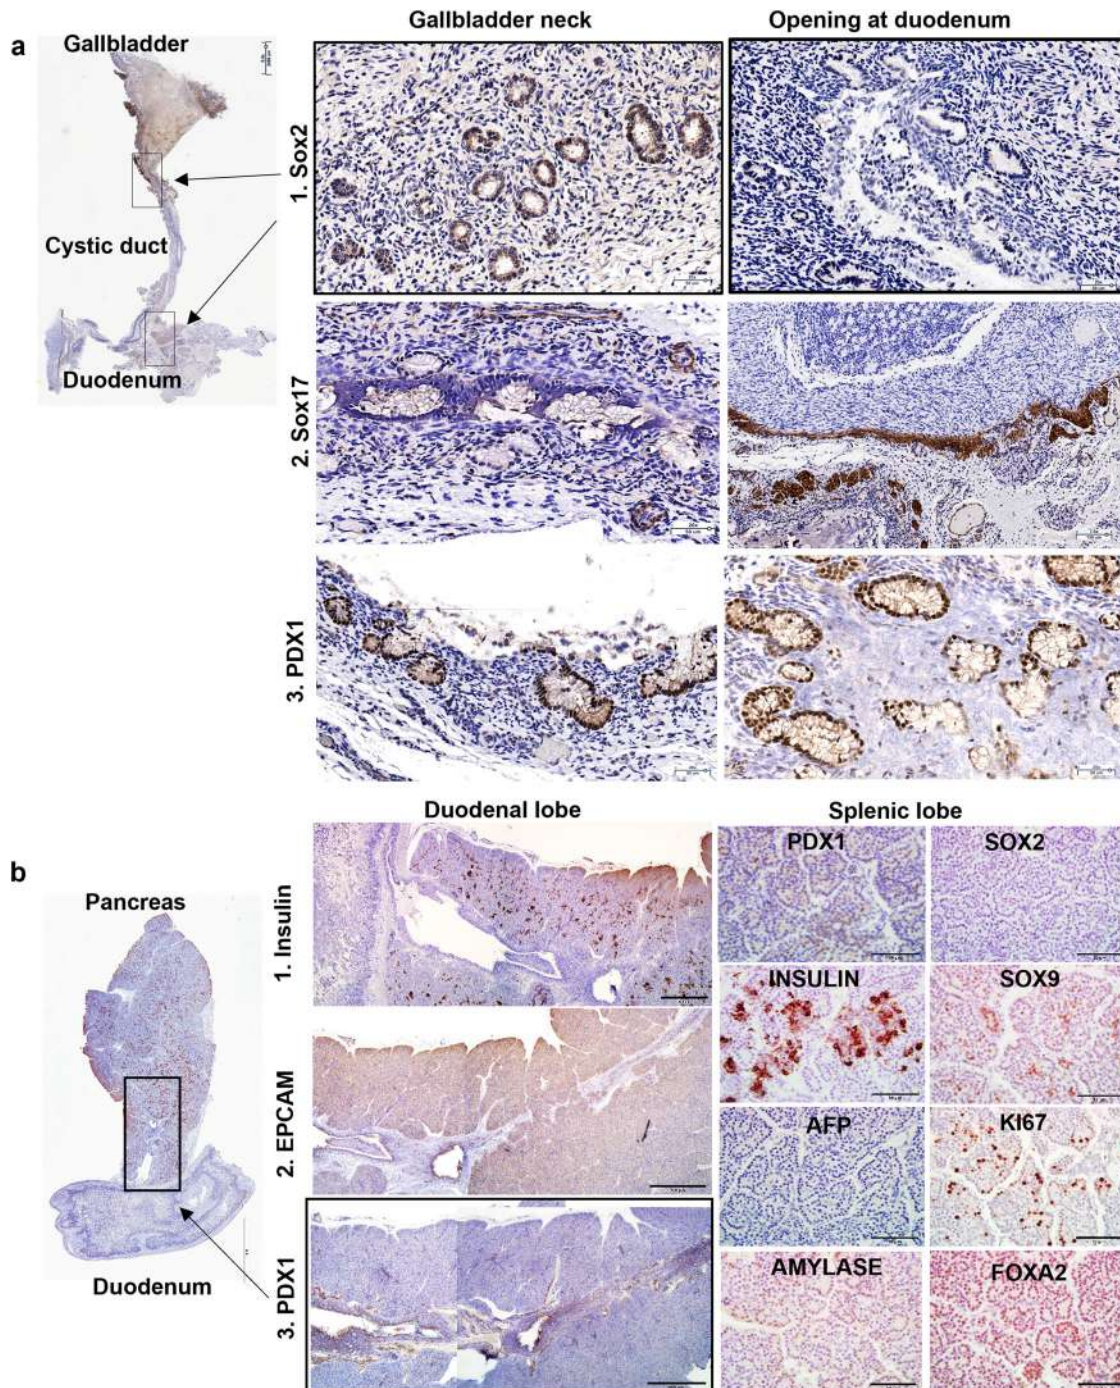 a
Gallbladder
Cystic duct
Duodenum
Gallbladder neck
Opening at duodenum
1. Sox2
2. Sox17
3. PDX1
b
Pancreas
Duodenum
Duodenal lobe
Splenic lobe
1. Insulin
2. EPCAM
3. PDX1
PDX1
SOX2
INSULIN
SOX9
AFP
KI67
AMYLASE
FOXA2